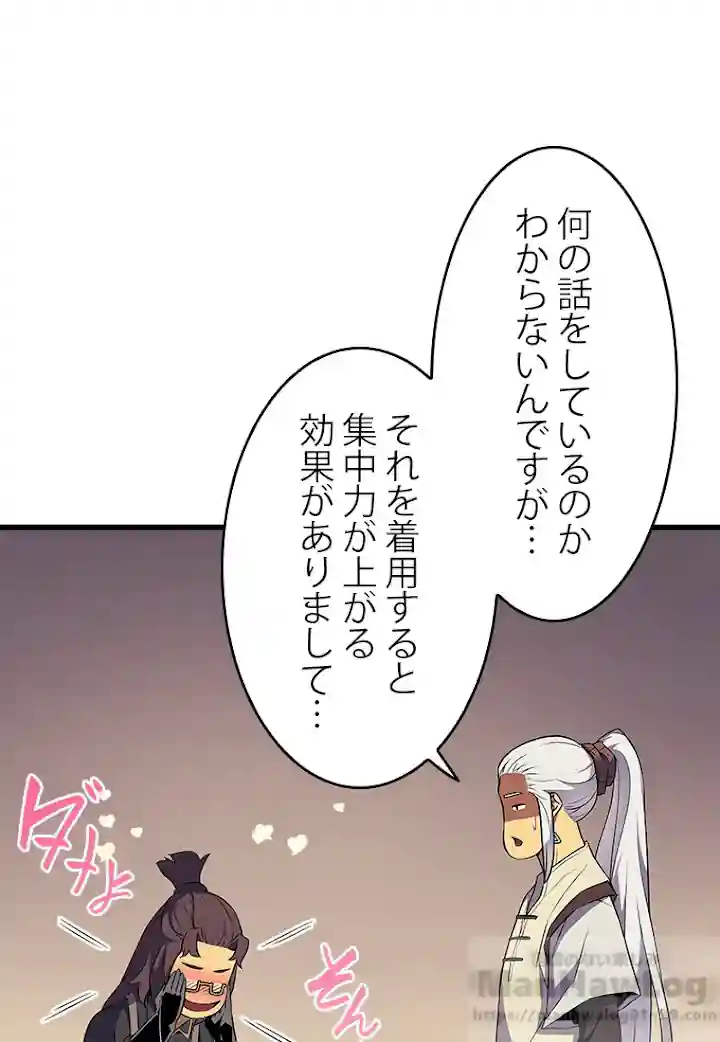 何の話をしているのか
わからないんですが…
それを着用すると
集中力が上がる
効果がありまして…
ダメよ
そん
ManHawLog